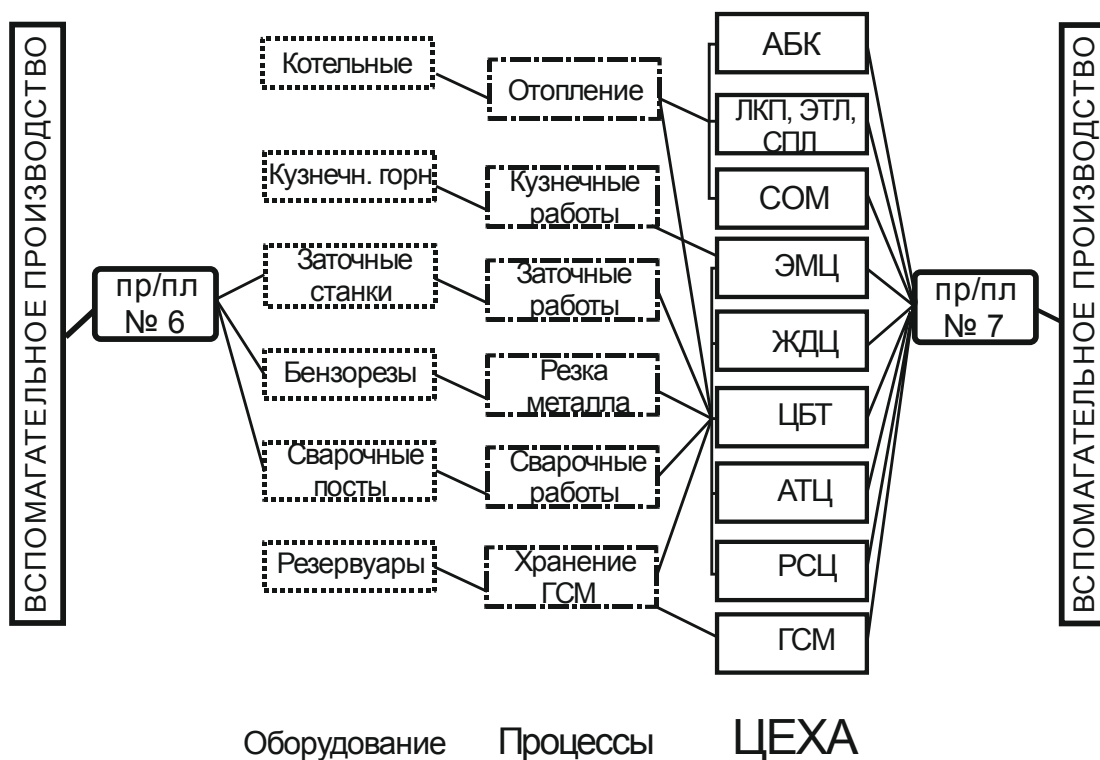 ВСПОМАГАТЕЛЬНОЕ ПРОИЗВОДСТВО
пр/пл
№ 6
Котельные
Кузнечн. горн
Заточные
станки
Бензорезы
Сварочные
посты
Резервуары
Отопление
Кузнечные
работы
Заточные
работы
Резка
металла
Сварочные
работы
Хранение
ГСМ
АБК
ЛКП, ЭТЛ,
СПЛ
СОМ
ЭМЦ
ЖДЦ
ЦБТ
АТЦ
РСЦ
ГСМ
пр/пл
№ 7
ВСПОМАГАТЕЛЬНОЕ ПРОИЗВОДСТВО
Оборудование
Процессы
ЦЕХА